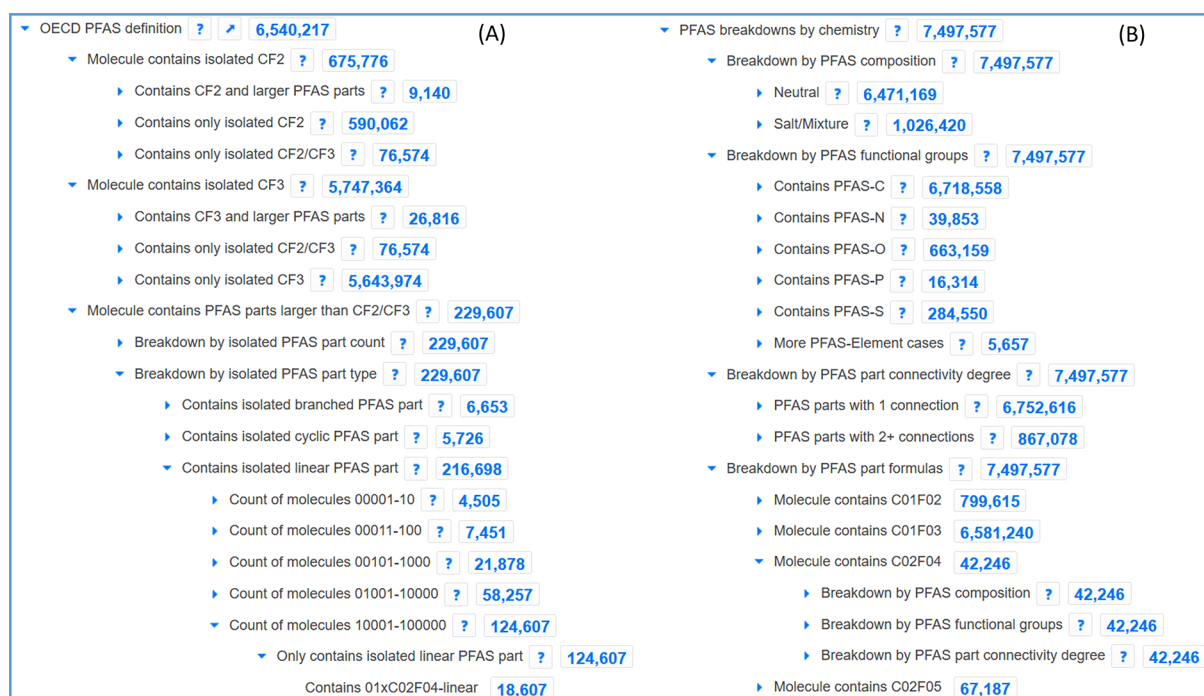 OECD PFAS definition ? ↗ 6,540,217 (A)
Molecule contains isolated CF2 ? 675,776
Contains CF2 and larger PFAS parts ? 9,140
Contains only isolated CF2 ? 590,062
Contains only isolated CF2/CF3 ? 76,574
Molecule contains isolated CF3 ? 5,747,364
Contains CF3 and larger PFAS parts ? 26,816
Contains only isolated CF2/CF3 ? 76,574
Contains only isolated CF3 ? 5,643,974
Molecule contains PFAS parts larger than CF2/CF3 ? 229,607
Breakdown by isolated PFAS part count ? 229,607
Breakdown by isolated PFAS part type ? 229,607
Contains isolated branched PFAS part ? 6,653
Contains isolated cyclic PFAS part ? 5,726
Contains isolated linear PFAS part ? 216,698
Count of molecules 00001-10 ? 4,505
Count of molecules 00011-100 ? 7,451
Count of molecules 00101-1000 ? 21,878
Count of molecules 01001-10000 ? 58,257
Count of molecules 10001-100000 ? 124,607
Only contains isolated linear PFAS part ? 124,607
Contains 01xC02F04-linear 18,607
PFAS breakdowns by chemistry ? 7,497,577 (B)
Breakdown by PFAS composition ? 7,497,577
Neutral ? 6,471,169
Salt/Mixture ? 1,026,420
Breakdown by PFAS functional groups ? 7,497,577
Contains PFAS-C ? 6,718,558
Contains PFAS-N ? 39,853
Contains PFAS-O ? 663,159
Contains PFAS-P ? 16,314
Contains PFAS-S ? 284,550
More PFAS-Element cases ? 5,657
Breakdown by PFAS part connectivity degree ? 7,497,577
PFAS parts with 1 connection ? 6,752,616
PFAS parts with 2+ connections ? 867,078
Breakdown by PFAS part formulas ? 7,497,577
Molecule contains C01F02 799,615
Molecule contains C01F03 6,581,240
Molecule contains C02F04 42,246
Breakdown by PFAS composition ? 42,246
Breakdown by PFAS functional groups ? 42,246
Breakdown by PFAS part connectivity degree ? 42,246
Molecule contains C02F05 67,187